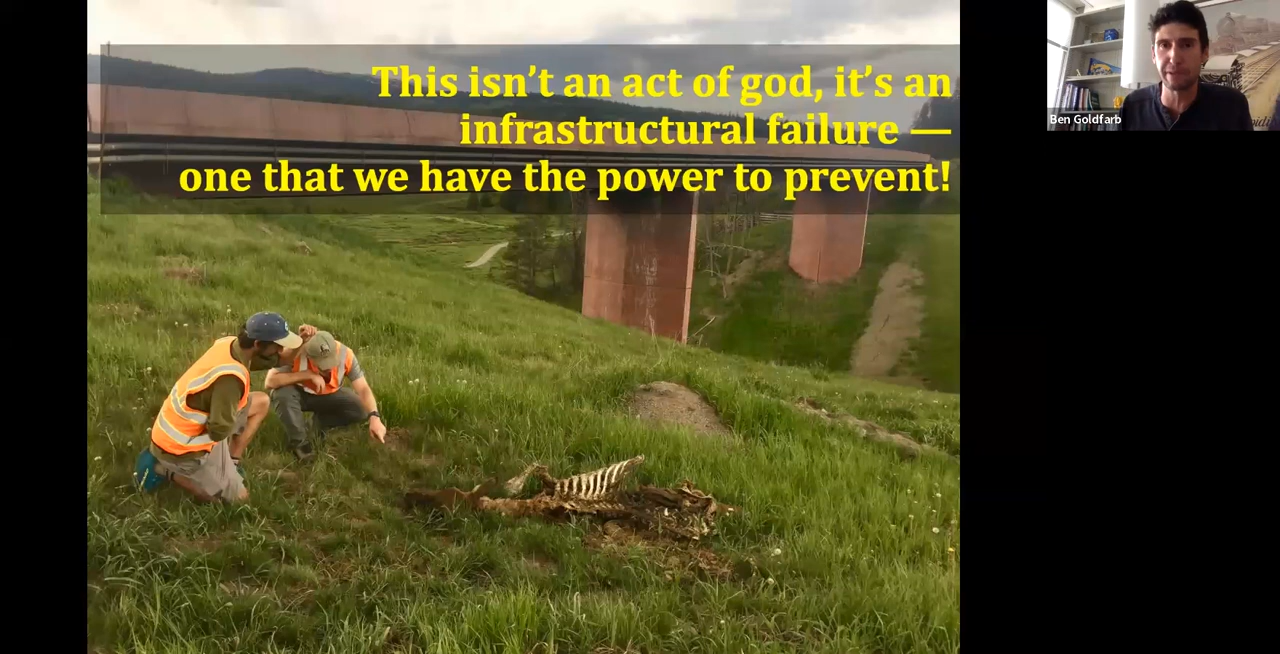 This isn’t an act of god, it’s an
infrastructural failure —
one that we have the power to prevent!
Ben Goldfarb